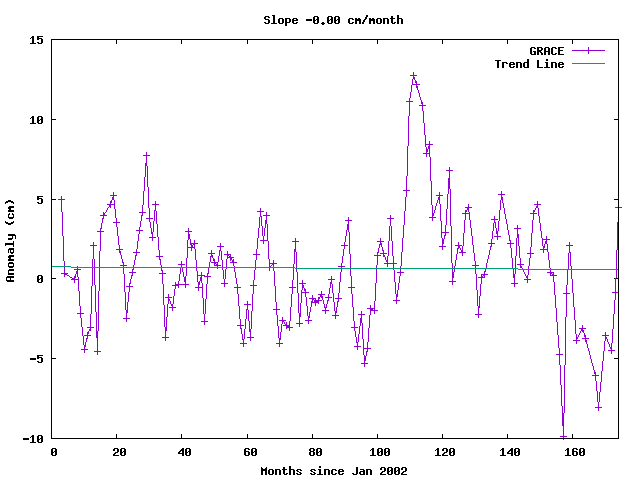 Slope -0.00 cm/month
GRACE
Trend Line
Anomaly (cm)
15
10
5
0
-5
-10
0 20 40 60 80 100 120 140 160
Months since Jan 2002